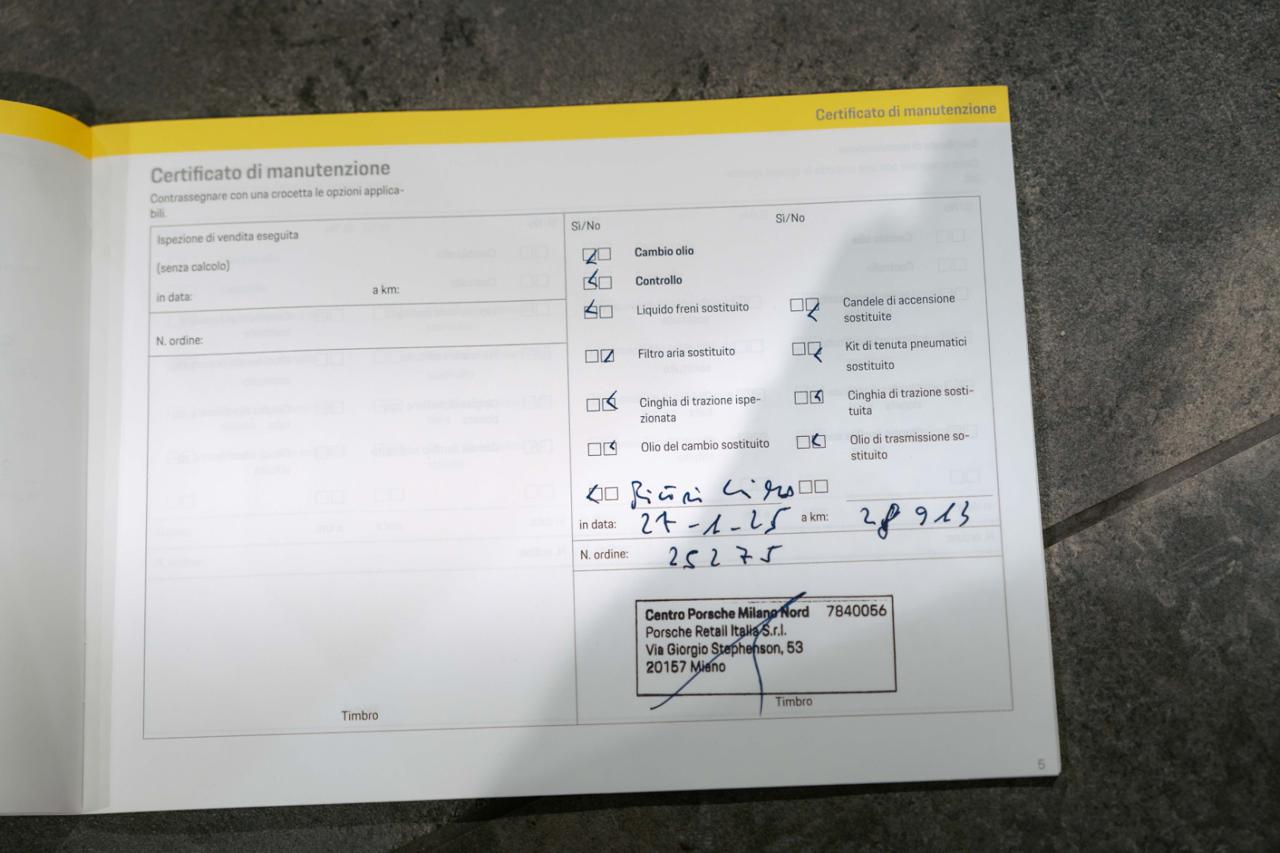 Certificato di manutenzione
Certificato di manutenzione
Contrassegnare con una crocetta le opzioni applica-
bili.
Ispezione di vendita eseguita
(senza calcolo)
in data:
a km:
N. ordine:
Timbro
Sì/No
Sì/No
Cambio olio
Controllo
Liquido freni sostituito
Candele di accensione
sostituite
Filtro aria sostituito
Kit di tenuta pneumatici
sostituito
Cinghia di trazione ispe-
zionata
Cinghia di trazione sosti-
tuita
Olio del cambio sostituito
Olio di trasmissione so-
stituito
in data: 27-1-25 a km: 28 913
N. ordine: 25275
Centro Porsche Milano Nord 7840056
Porsche Retail Italia S.r.l.
Via Giorgio Stephenson, 53
20157 Milano
Timbro
5